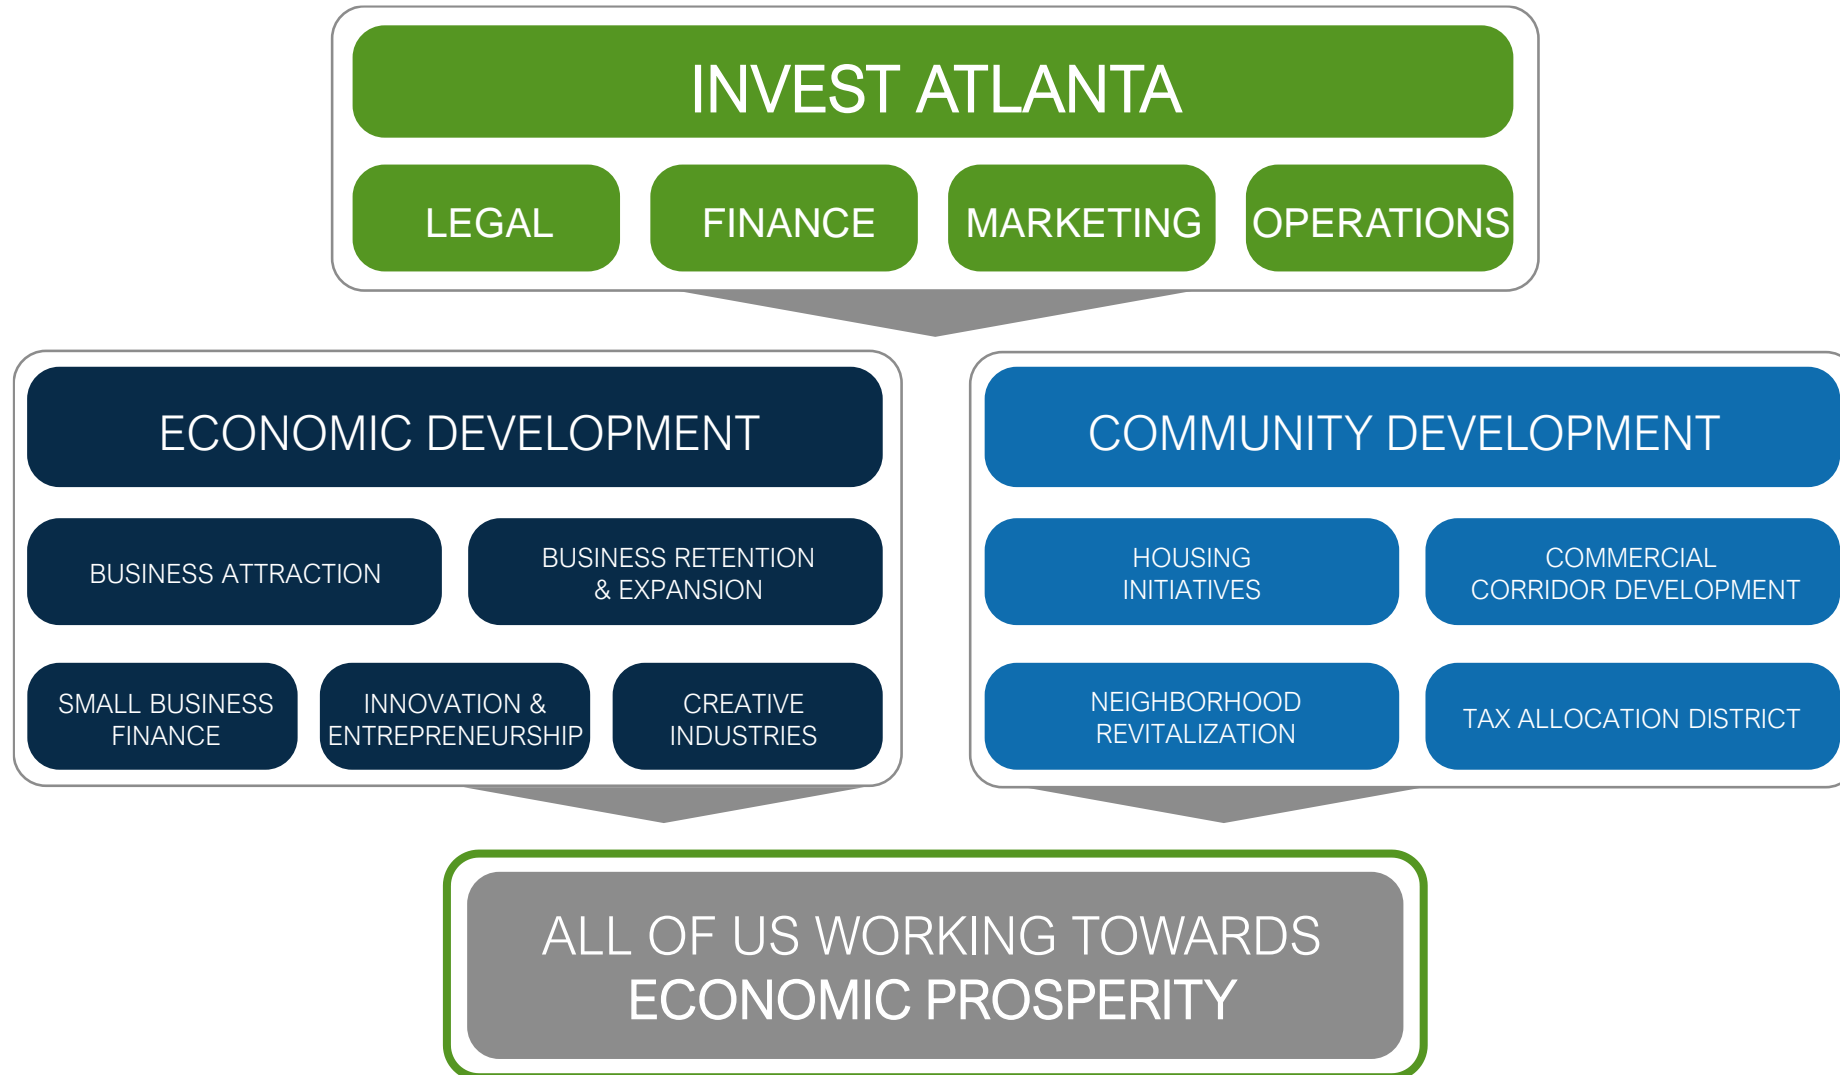 INVEST ATLANTA
LEGAL
FINANCE
MARKETING
OPERATIONS
ECONOMIC DEVELOPMENT
BUSINESS ATTRACTION
BUSINESS RETENTION
& EXPANSION
SMALL BUSINESS
FINANCE
INNOVATION &
ENTREPRENEURSHIP
CREATIVE
INDUSTRIES
COMMUNITY DEVELOPMENT
HOUSING
INITIATIVES
COMMERCIAL
CORRIDOR DEVELOPMENT
NEIGHBORHOOD
REVITALIZATION
TAX ALLOCATION DISTRICT
ALL OF US WORKING TOWARDS
ECONOMIC PROSPERITY